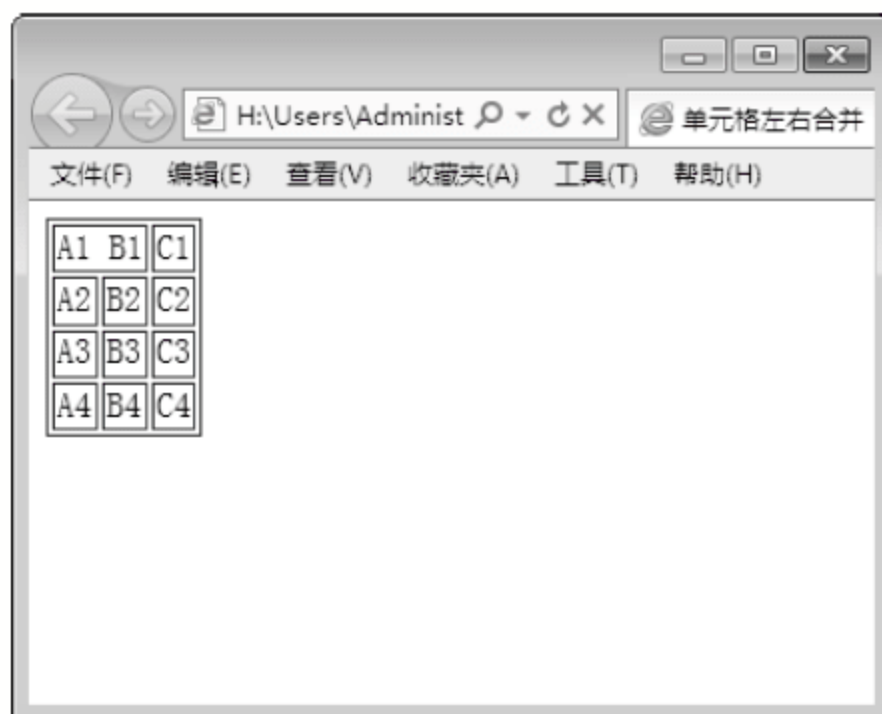 H:\Users\Administ 单元格左右合并
文件(F) 编辑(E) 查看(V) 收藏夹(A) 工具(T) 帮助(H)
A1 B1 C1
A2 B2 C2
A3 B3 C3
A4 B4 C4